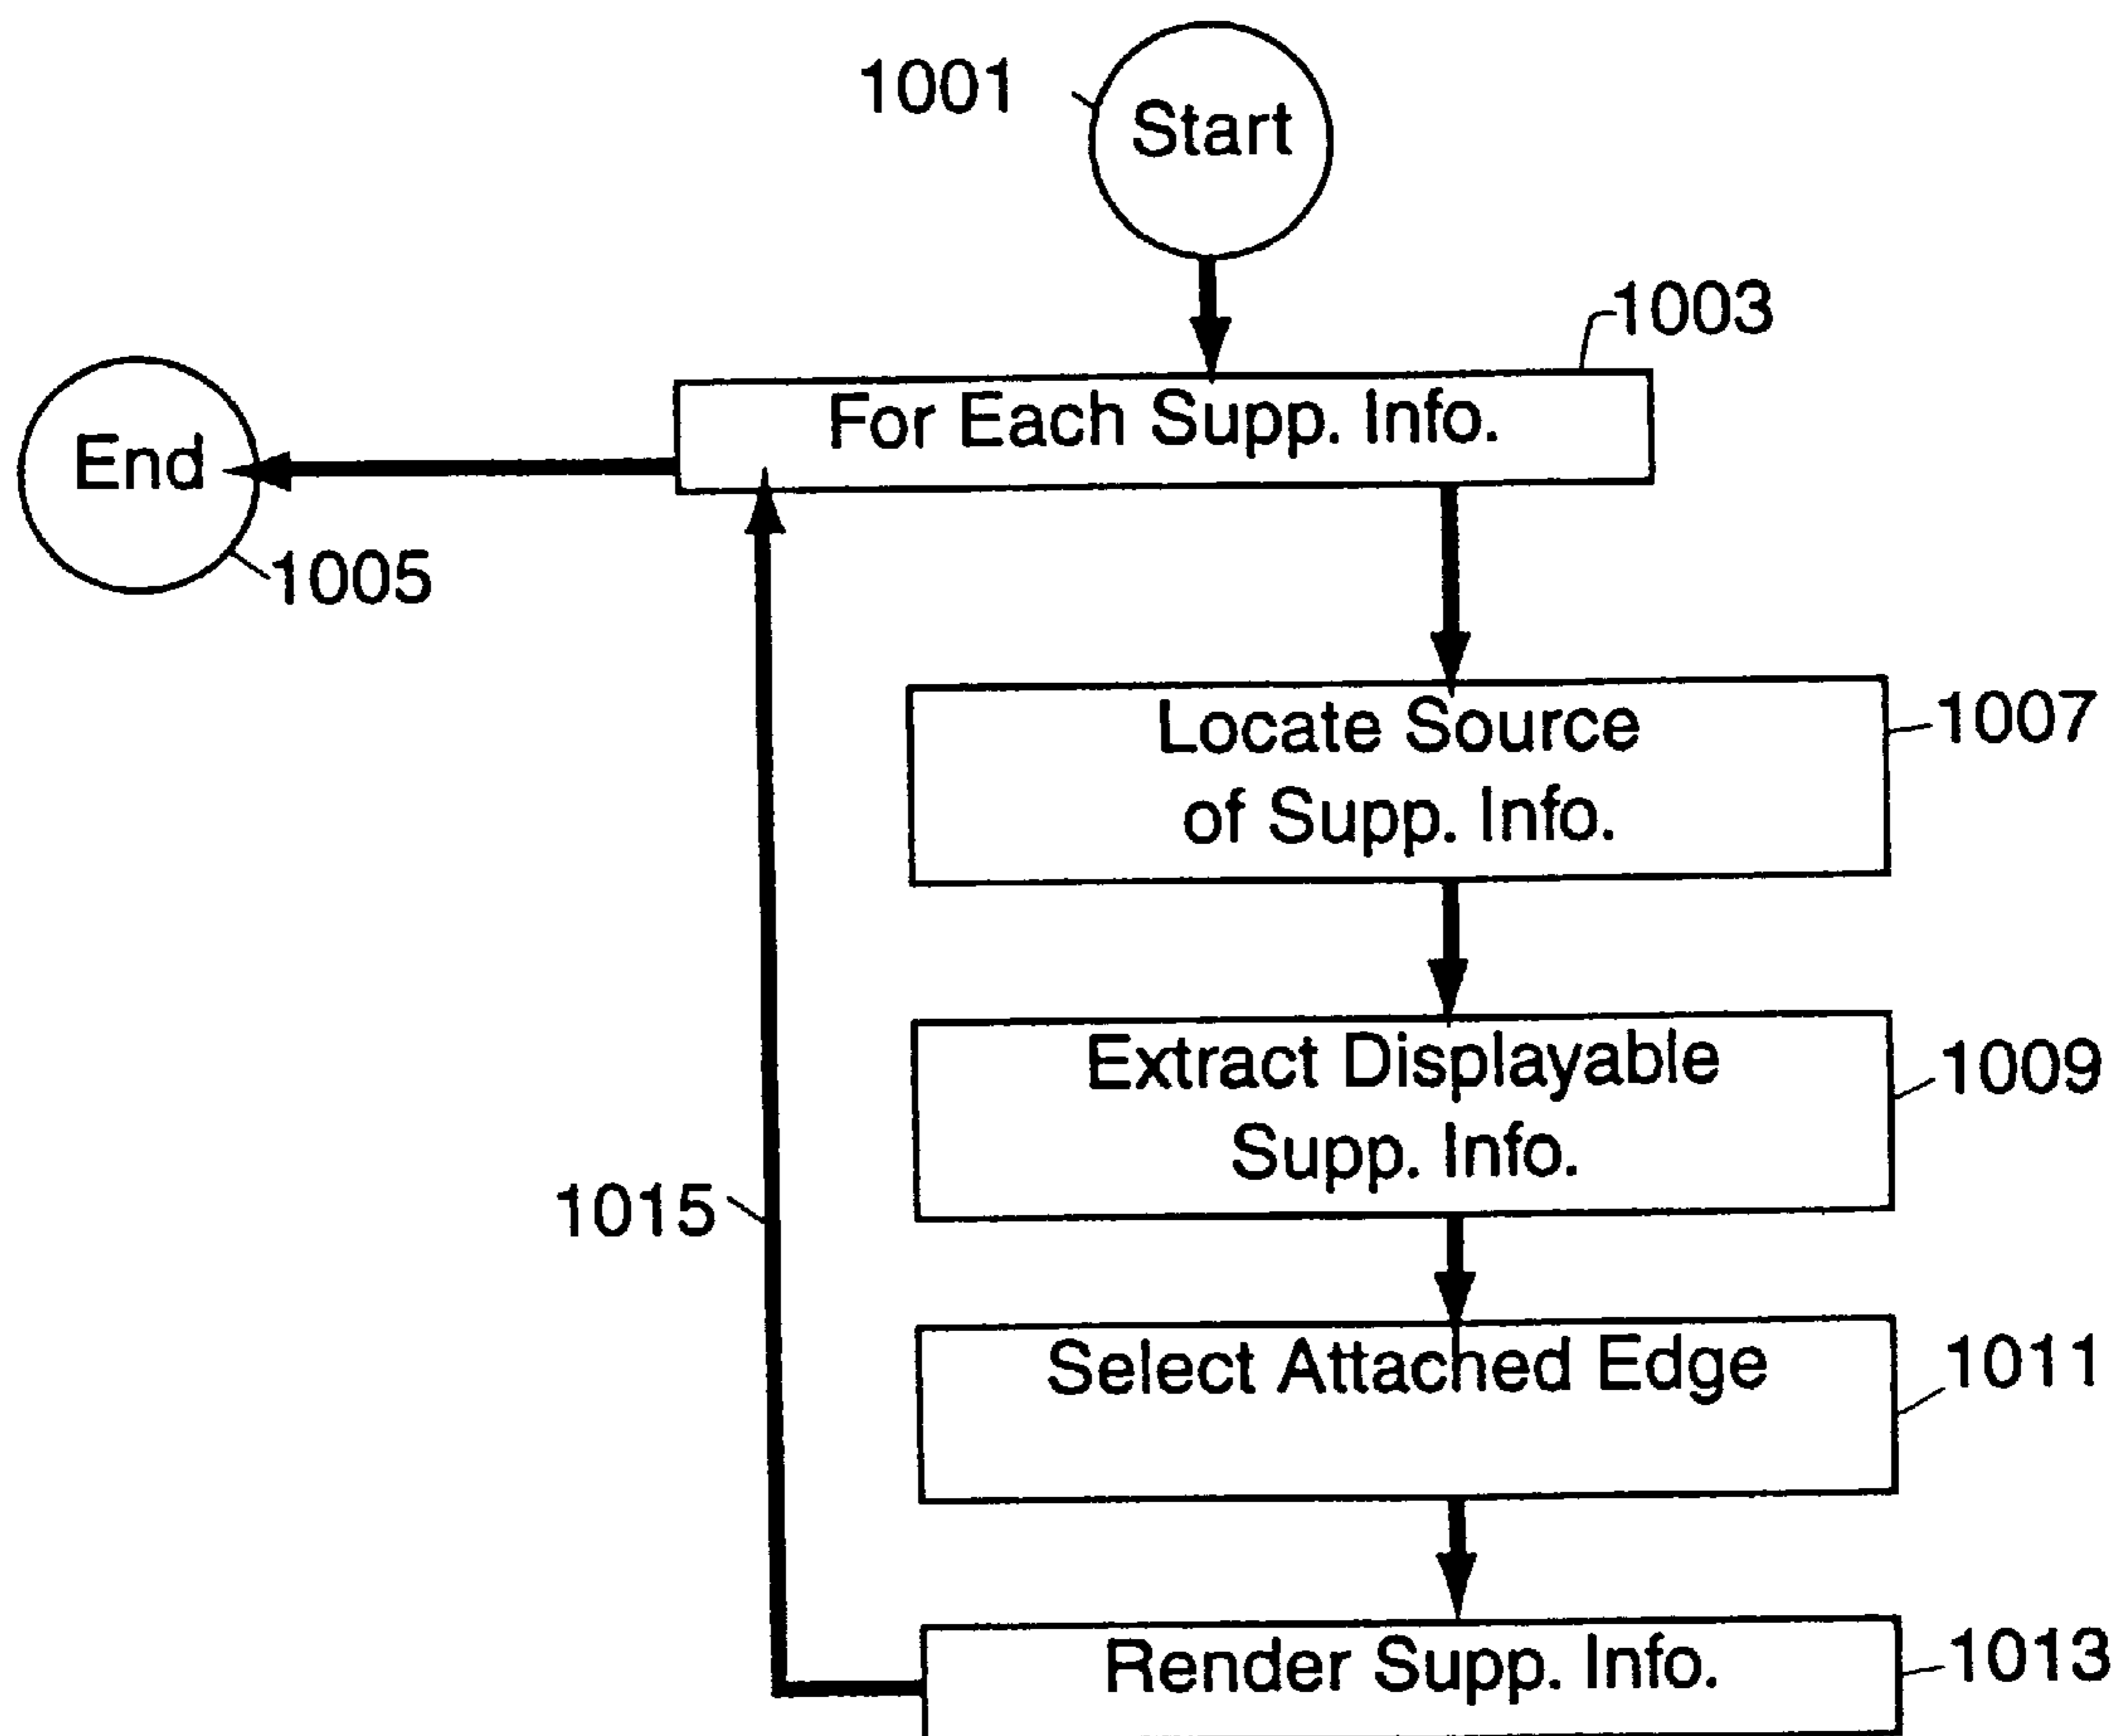 1001
Start
1003
For Each Supp. Info.
End
1005
Locate Source
of Supp. Info.
1007
Extract Displayable
Supp. Info.
1009
1015
Select Attached Edge
1011
Render Supp. Info.
1013